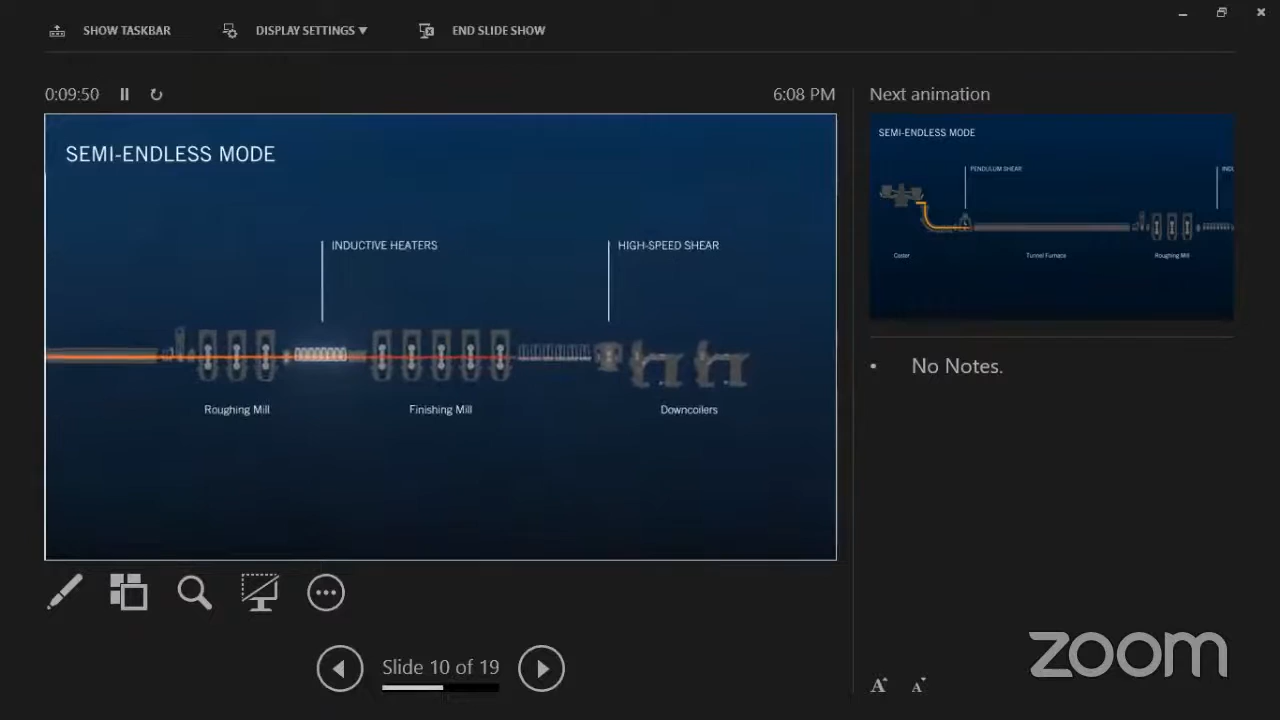 SHOW TASKBAR
DISPLAY SETTINGS
END SLIDE SHOW
0:09:50
6:08 PM
SEMI-ENDLESS MODE
INDUCTIVE HEATERS
HIGH-SPEED SHEAR
Roughing Mill
Finishing Mill
Downcoilers
Slide 10 of 19
Next animation
SEMI-ENDLESS MODE
PENDULUM SHEAR
Caster
Tunnel Furnace
Roughing Mill
• No Notes.
A A
zoom